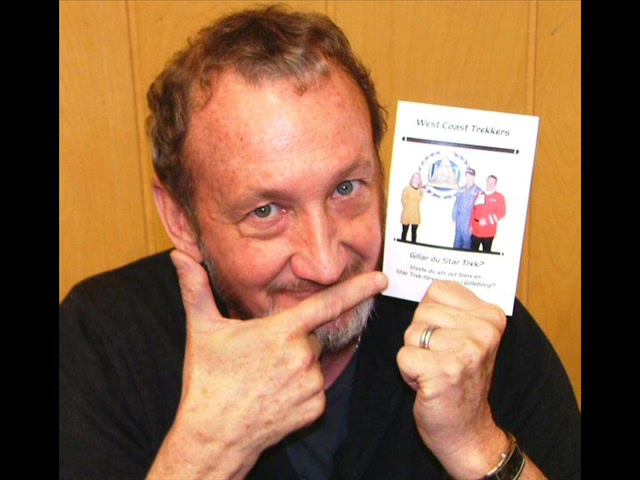 West Coast Trekkers
Gillar du Star Trek?
Visste du att det finns en
Star Trek-förening i Göteborg?